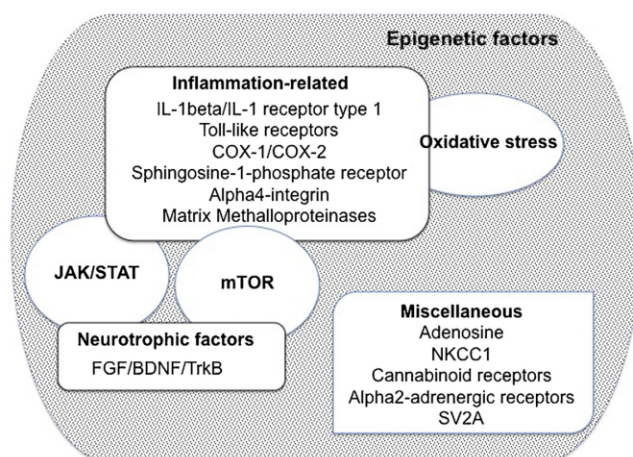 Epigenetic factors
Inflammation-related
IL-1beta/IL-1 receptor type 1
Toll-like receptors
COX-1/COX-2
Sphingosine-1-phosphate receptor
Alpha4-integrin
Matrix Methalloproteinases
Oxidative stress
JAK/STAT
mTOR
Neurotrophic factors
FGF/BDNF/TrkB
Miscellaneous
Adenosine
NKCC1
Cannabinoid receptors
Alpha2-adrenergic receptors
SV2A